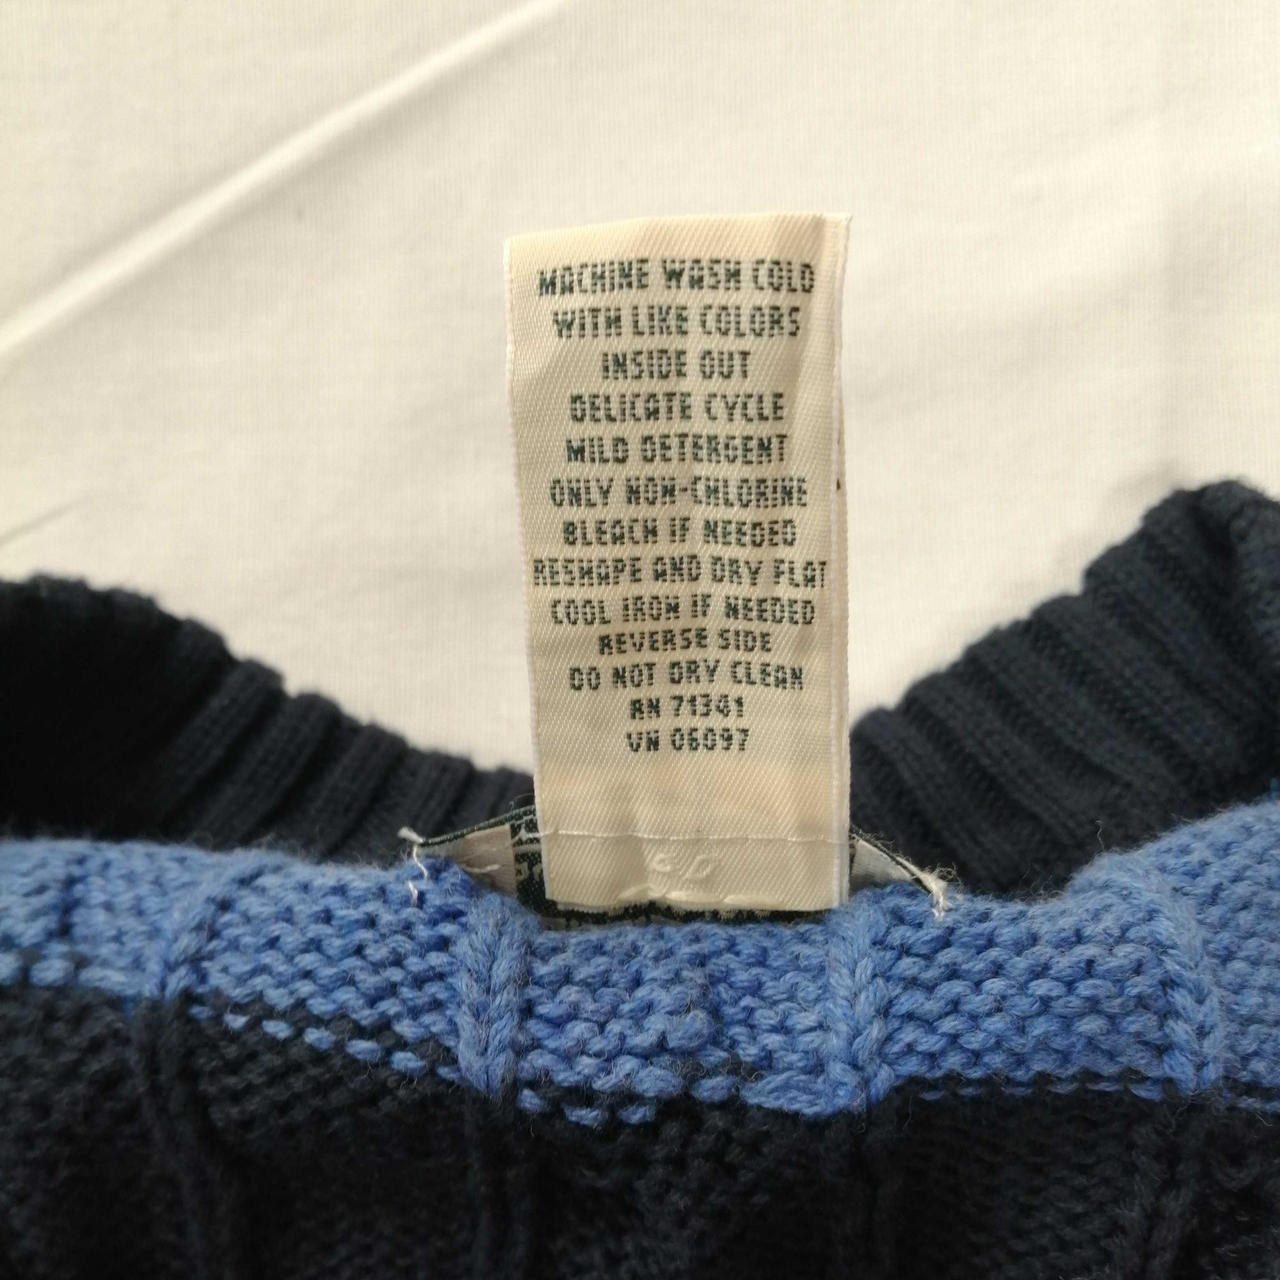 MACHINE WASH COLD
WITH LIKE COLORS
INSIDE OUT
DELICATE CYCLE
MILD DETERGENT
ONLY NON-CHLORINE
BLEACH IF NEEDED
RESHAPE AND DRY FLAT
COOL IRON IF NEEDED
REVERSE SIDE
DO NOT DRY CLEAN
RN 71341
VN 06097